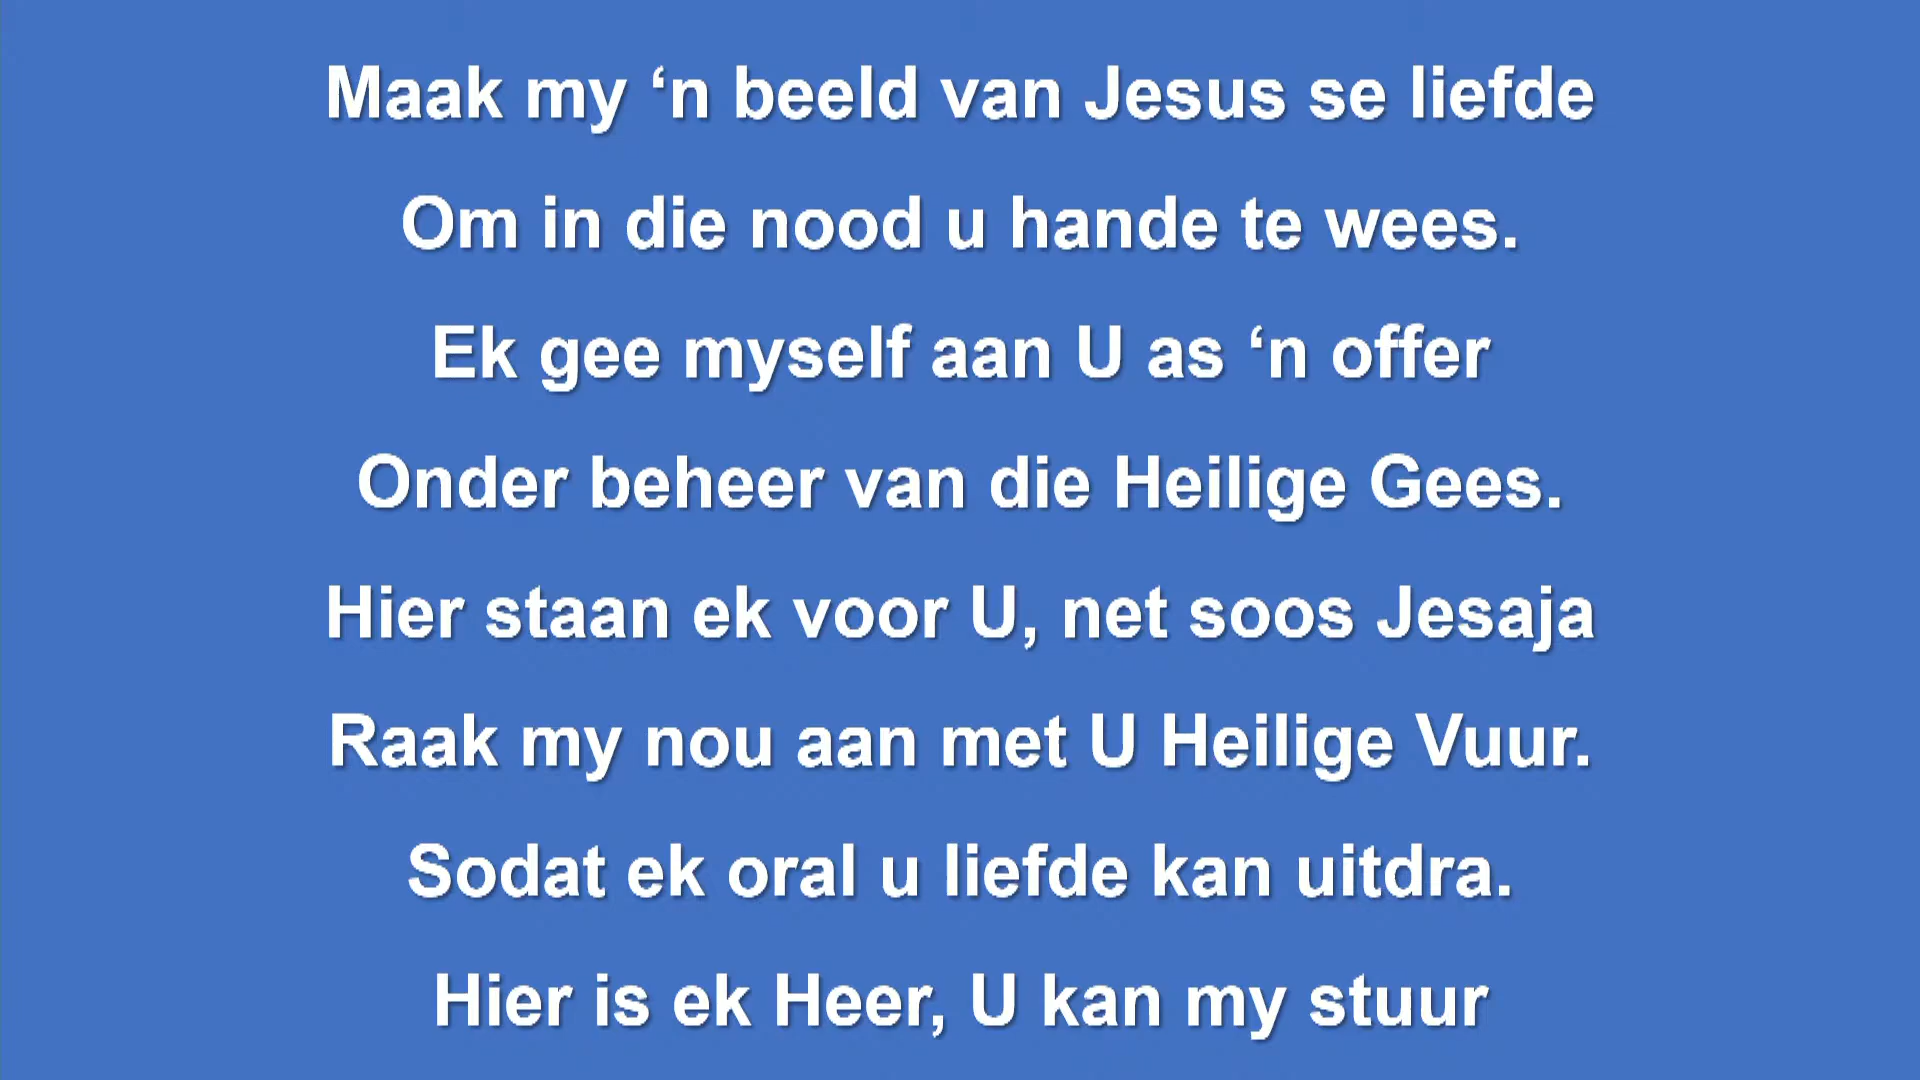 Maak my ‘n beeld van Jesus se liefde
Om in die nood u hande te wees.
Ek gee myself aan U as ‘n offer
Onder beheer van die Heilige Gees.
Hier staan ek voor U, net soos Jesaja
Raak my nou aan met U Heilige Vuur.
Sodat ek oral u liefde kan uitdra.
Hier is ek Heer, U kan my stuur